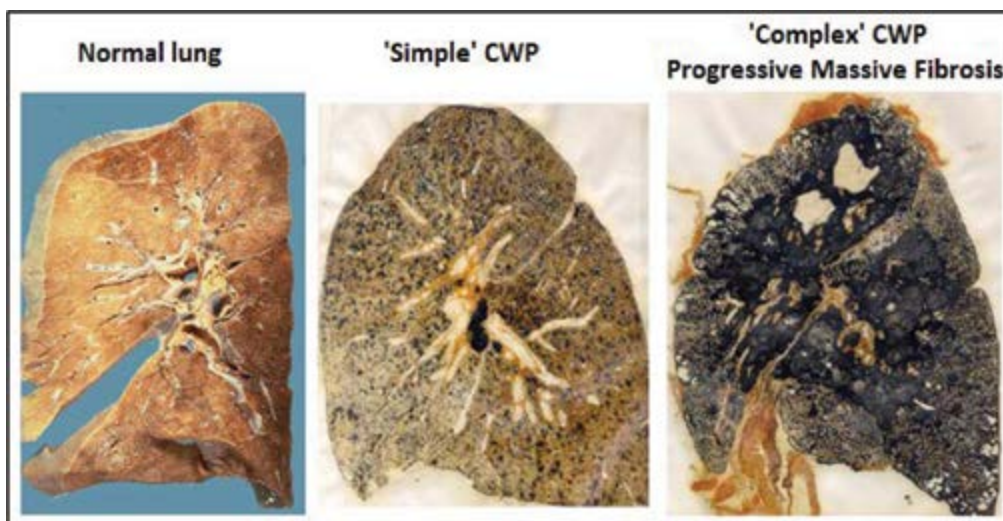 Normal lung
'Simple' CWP
'Complex' CWP
Progressive Massive Fibrosis